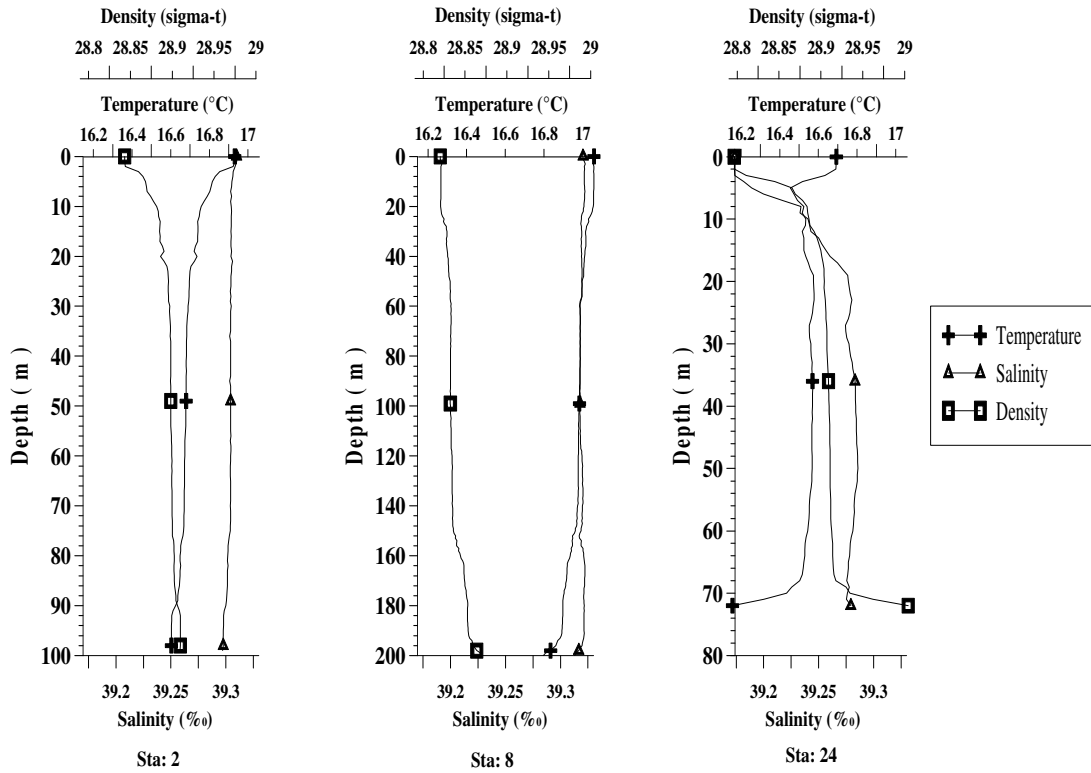 Density (sigma-t)
28.8 28.85 28.9 28.95 29
Temperature (°C)
16.2 16.4 16.6 16.8 17
Depth ( m )
0
10
20
30
40
50
60
70
80
90
100
39.2 39.25 39.3
Salinity (‰)
Sta: 2
Density (sigma-t)
28.8 28.85 28.9 28.95 29
Temperature (°C)
16.2 16.4 16.6 16.8 17
Depth ( m )
0
20
40
60
80
100
120
140
160
180
200
39.2 39.25 39.3
Salinity (‰)
Sta: 8
Density (sigma-t)
28.8 28.85 28.9 28.95 29
Temperature (°C)
16.2 16.4 16.6 16.8 17
Depth ( m )
0
10
20
30
40
50
60
70
80
39.2 39.25 39.3
Salinity (‰)
Sta: 24
Temperature
Salinity
Density